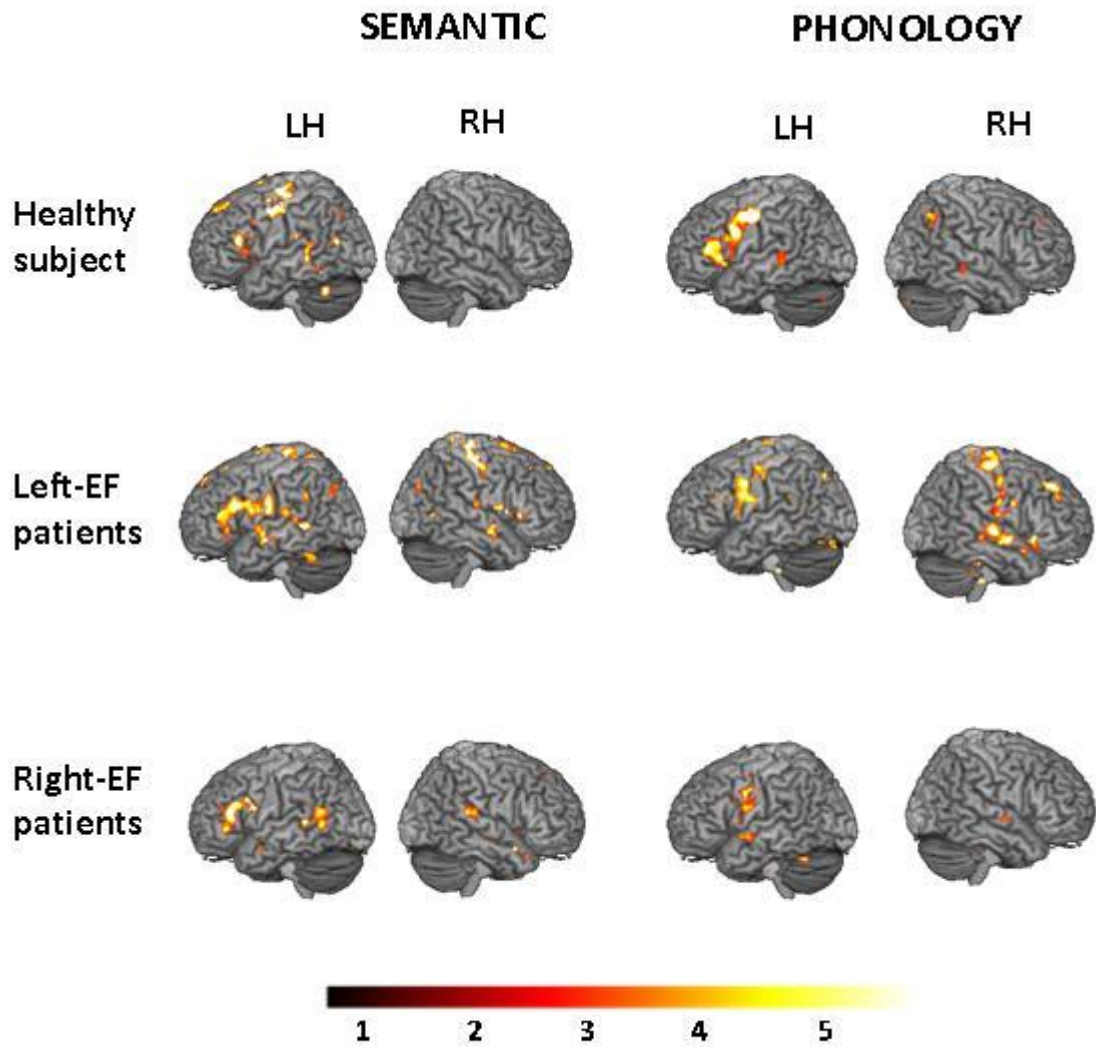 SEMANTIC PHONOLOGY
LH RH LH RH
Healthy
subject
Left-EF
patients
Right-EF
patients
1 2 3 4 5